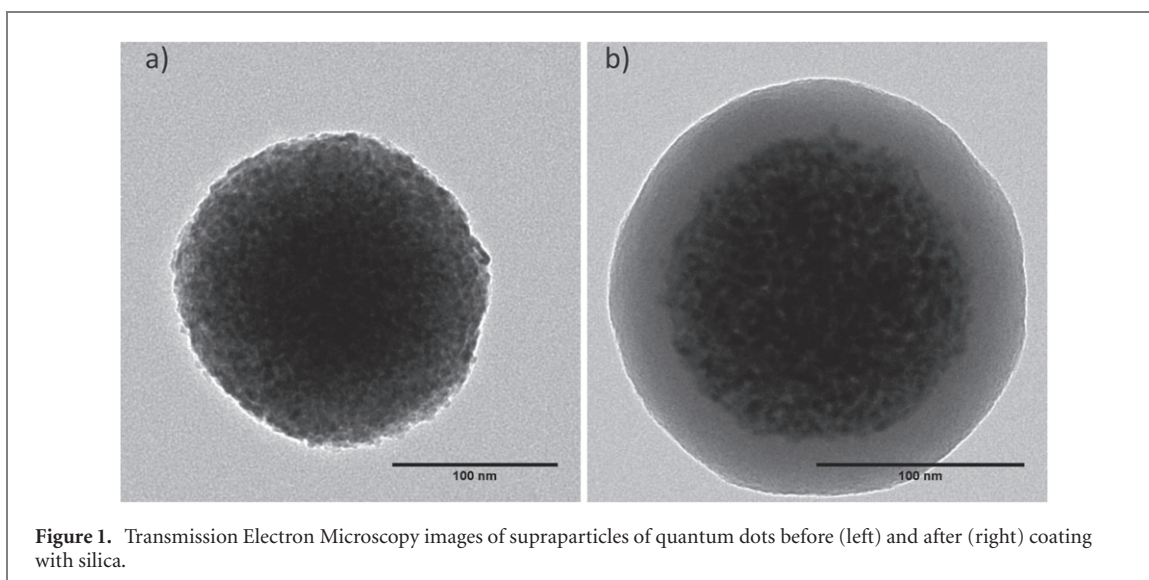 a)
b)
100 nm
100 nm
Figure 1. Transmission Electron Microscopy images of supraparticles of quantum dots before (left) and after (right) coating
with silica.